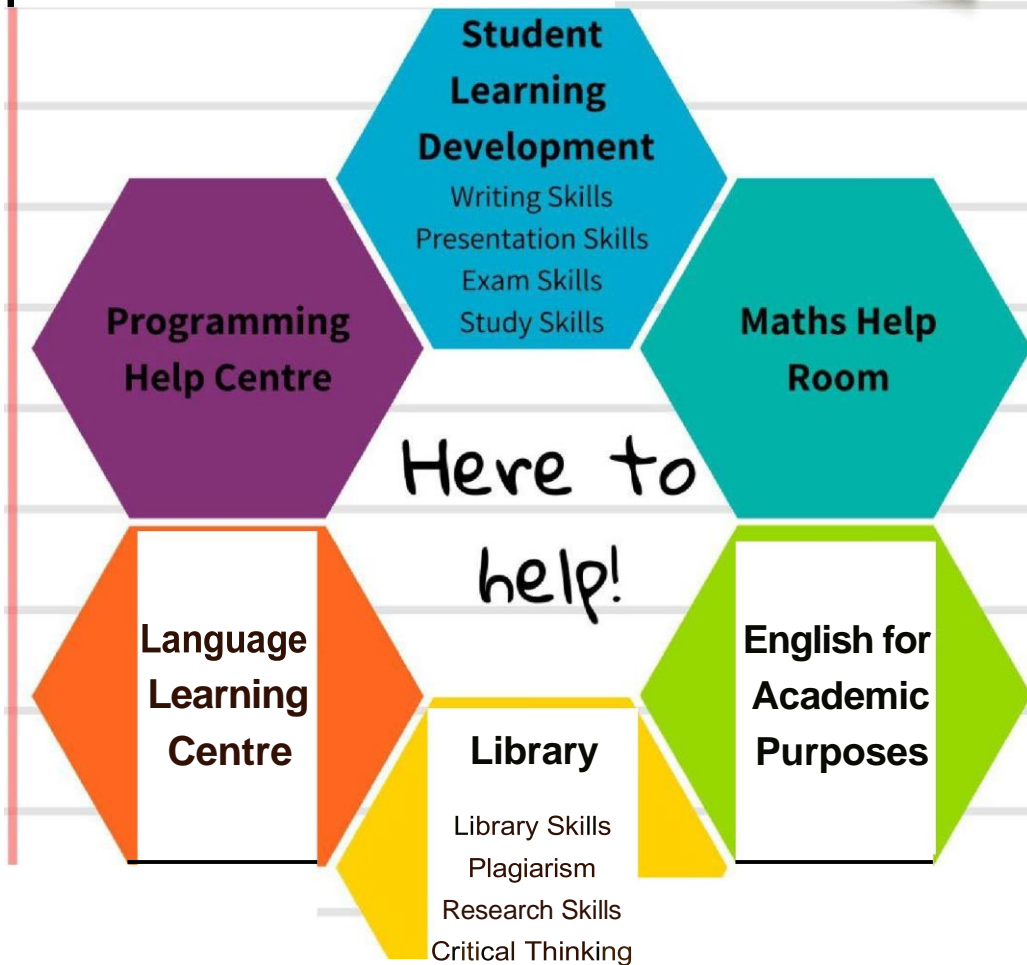 Student
Learning
Development
Writing Skills
Presentation Skills
Exam Skills
Study Skills
Programming
Help Centre
Maths Help
Room
Here to
help!
Language
Learning
Centre
English for
Academic
Purposes
Library
Library Skills
Plagiarism
Research Skills
Critical Thinking